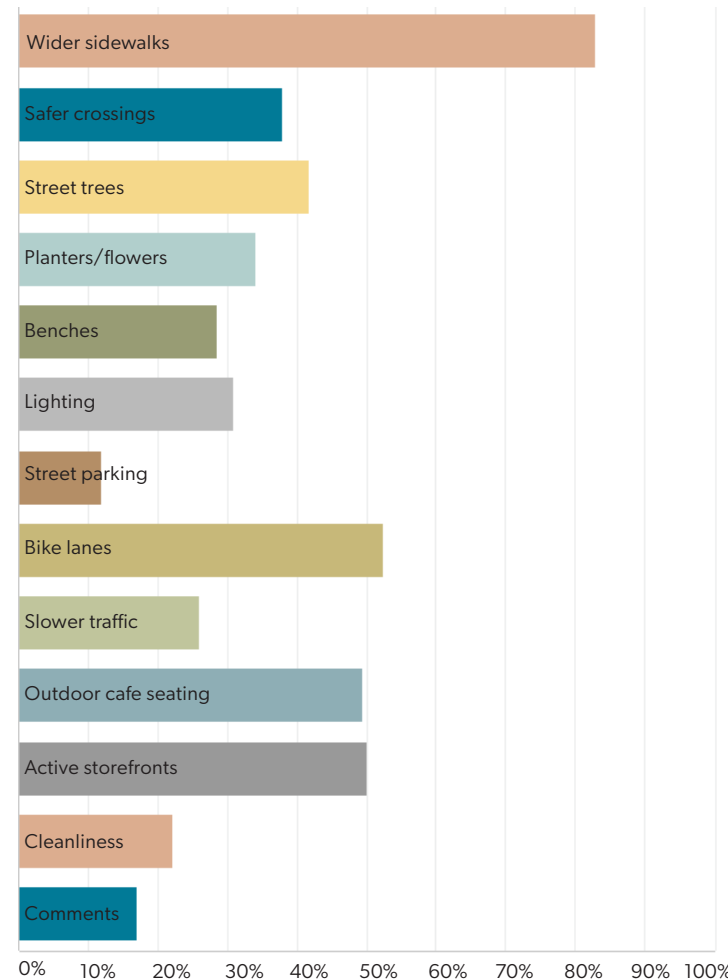 Wider sidewalks
Safer crossings
Street trees
Planters/flowers
Benches
Lighting
Street parking
Bike lanes
Slower traffic
Outdoor cafe seating
Active storefronts
Cleanliness
Comments
0% 10% 20% 30% 40% 50% 60% 70% 80% 90% 100%